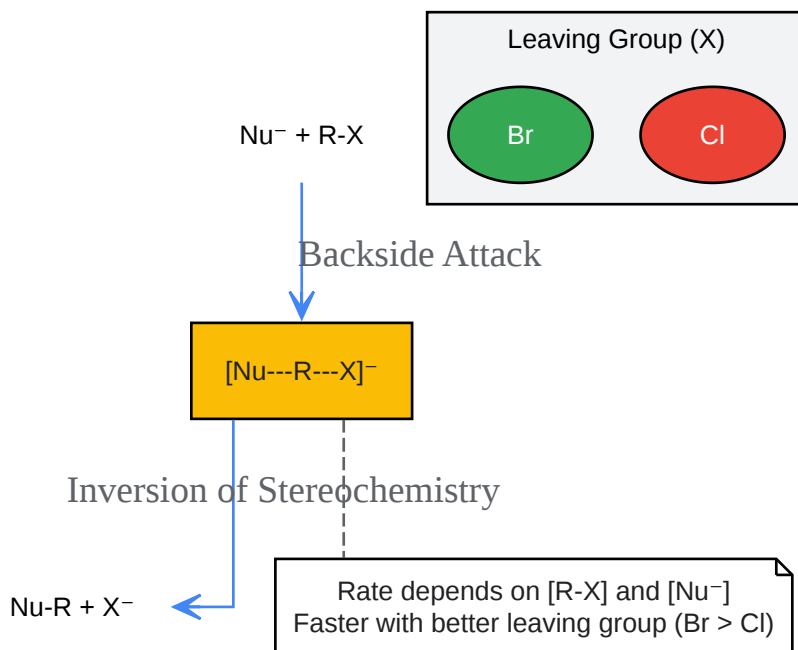 Leaving Group (X)
Br
Cl
Nu⁻ + R-X
Backside Attack
[Nu---R---X]⁻
Inversion of Stereochemistry
Nu-R + X⁻
Rate depends on [R-X] and [Nu⁻]
Faster with better leaving group (Br > Cl)